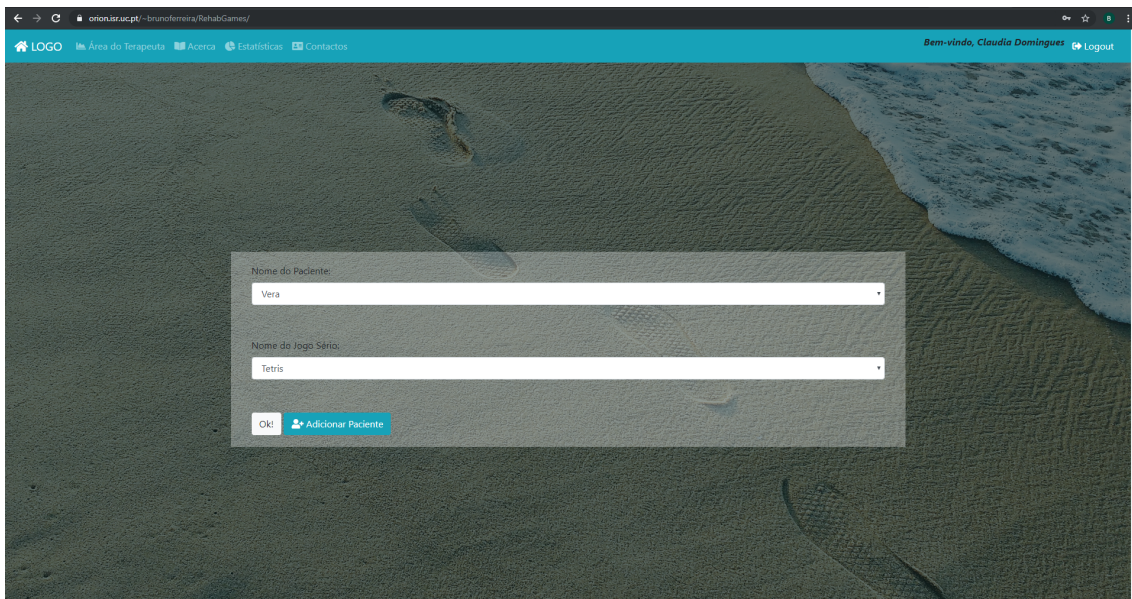 orion.isr.uc.pt/~brunoferreira/RehabGames/
B
LOGO Área do Terapeuta Acerca Estatísticas Contactos Bem-vindo, Claudia Domingues Logout
Nome do Paciente:
Vera
Nome do Jogo Sério:
Tetris
Ok! Adicionar Paciente